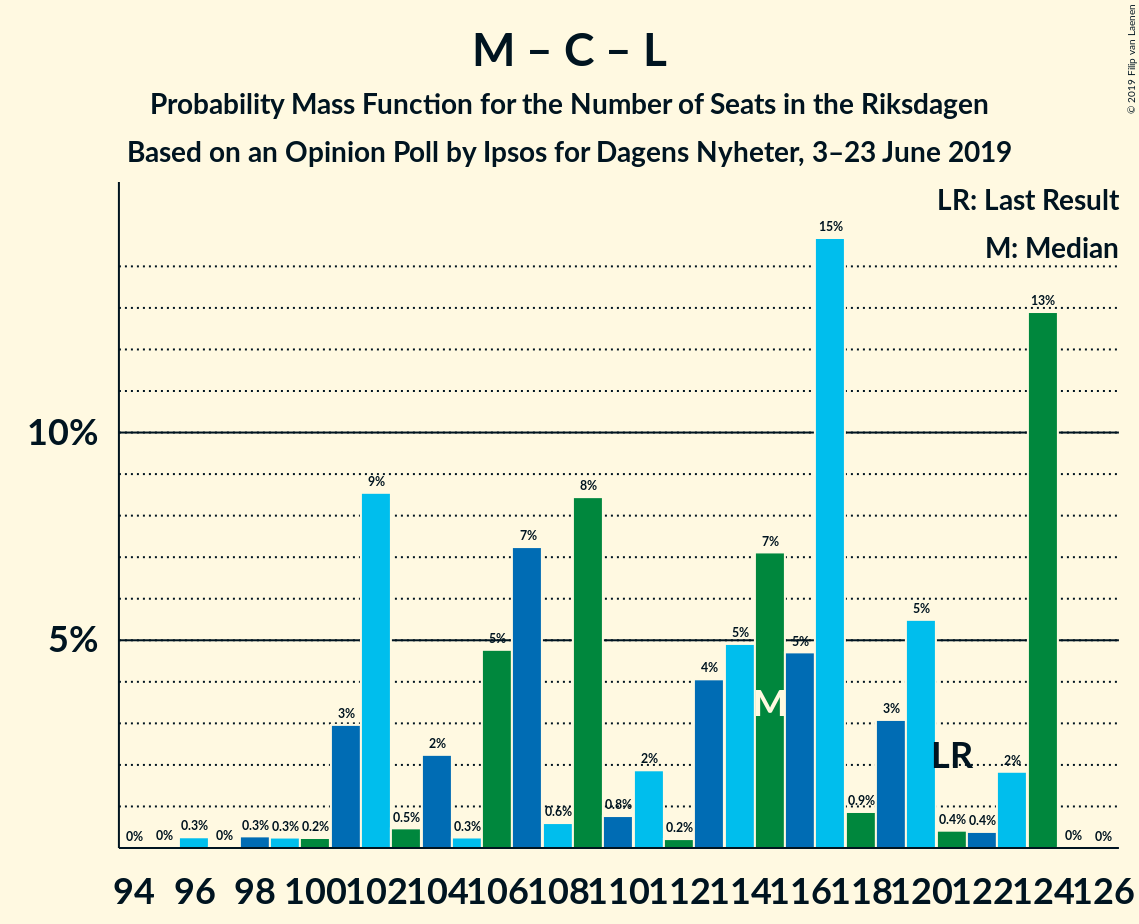 © 2019 Filip van Laenen
M – C – L
Probability Mass Function for the Number of Seats in the Riksdagen
Based on an Opinion Poll by Ipsos for Dagens Nyheter, 3–23 June 2019
LR: Last Result
M: Median
10%
5%
0% 0% 0.3% 0% 0.3% 0.3% 0.2% 3% 9% 0.5% 2% 0.3% 5% 7% 0.6% 8% 0.8% 2% 0.2% 4% 5% 7% 5% 15% 0.9% 3% 5% 0.4% 0.4% 2% 13% 0% 0%
M
LR
94 96 98 100 102 104 106 108 110 112 114 116 118 120 122 124 126